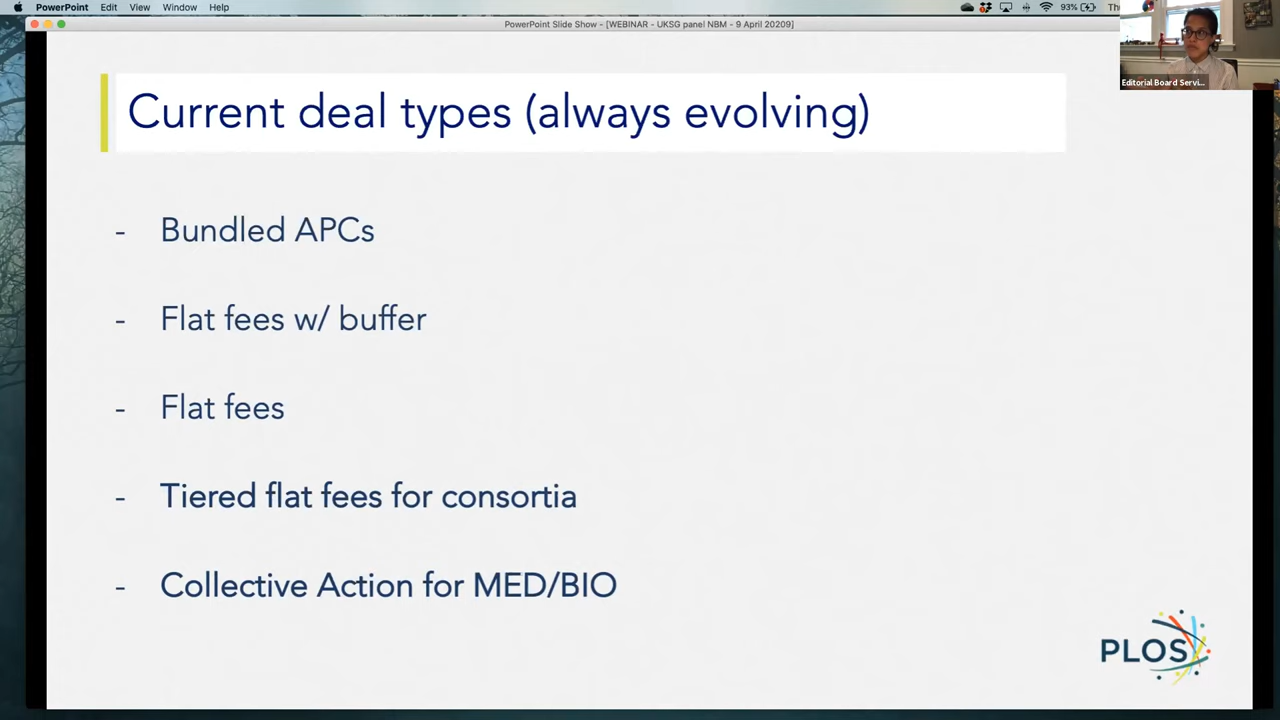 PowerPoint Edit View Window Help
93%
PowerPoint Slide Show - [WEBINAR - UKSG panel NBM - 9 April 20209]
Editorial Board Servi...
Current deal types (always evolving)
- Bundled APCs
- Flat fees w/ buffer
- Flat fees
- Tiered flat fees for consortia
- Collective Action for MED/BIO
PLOS